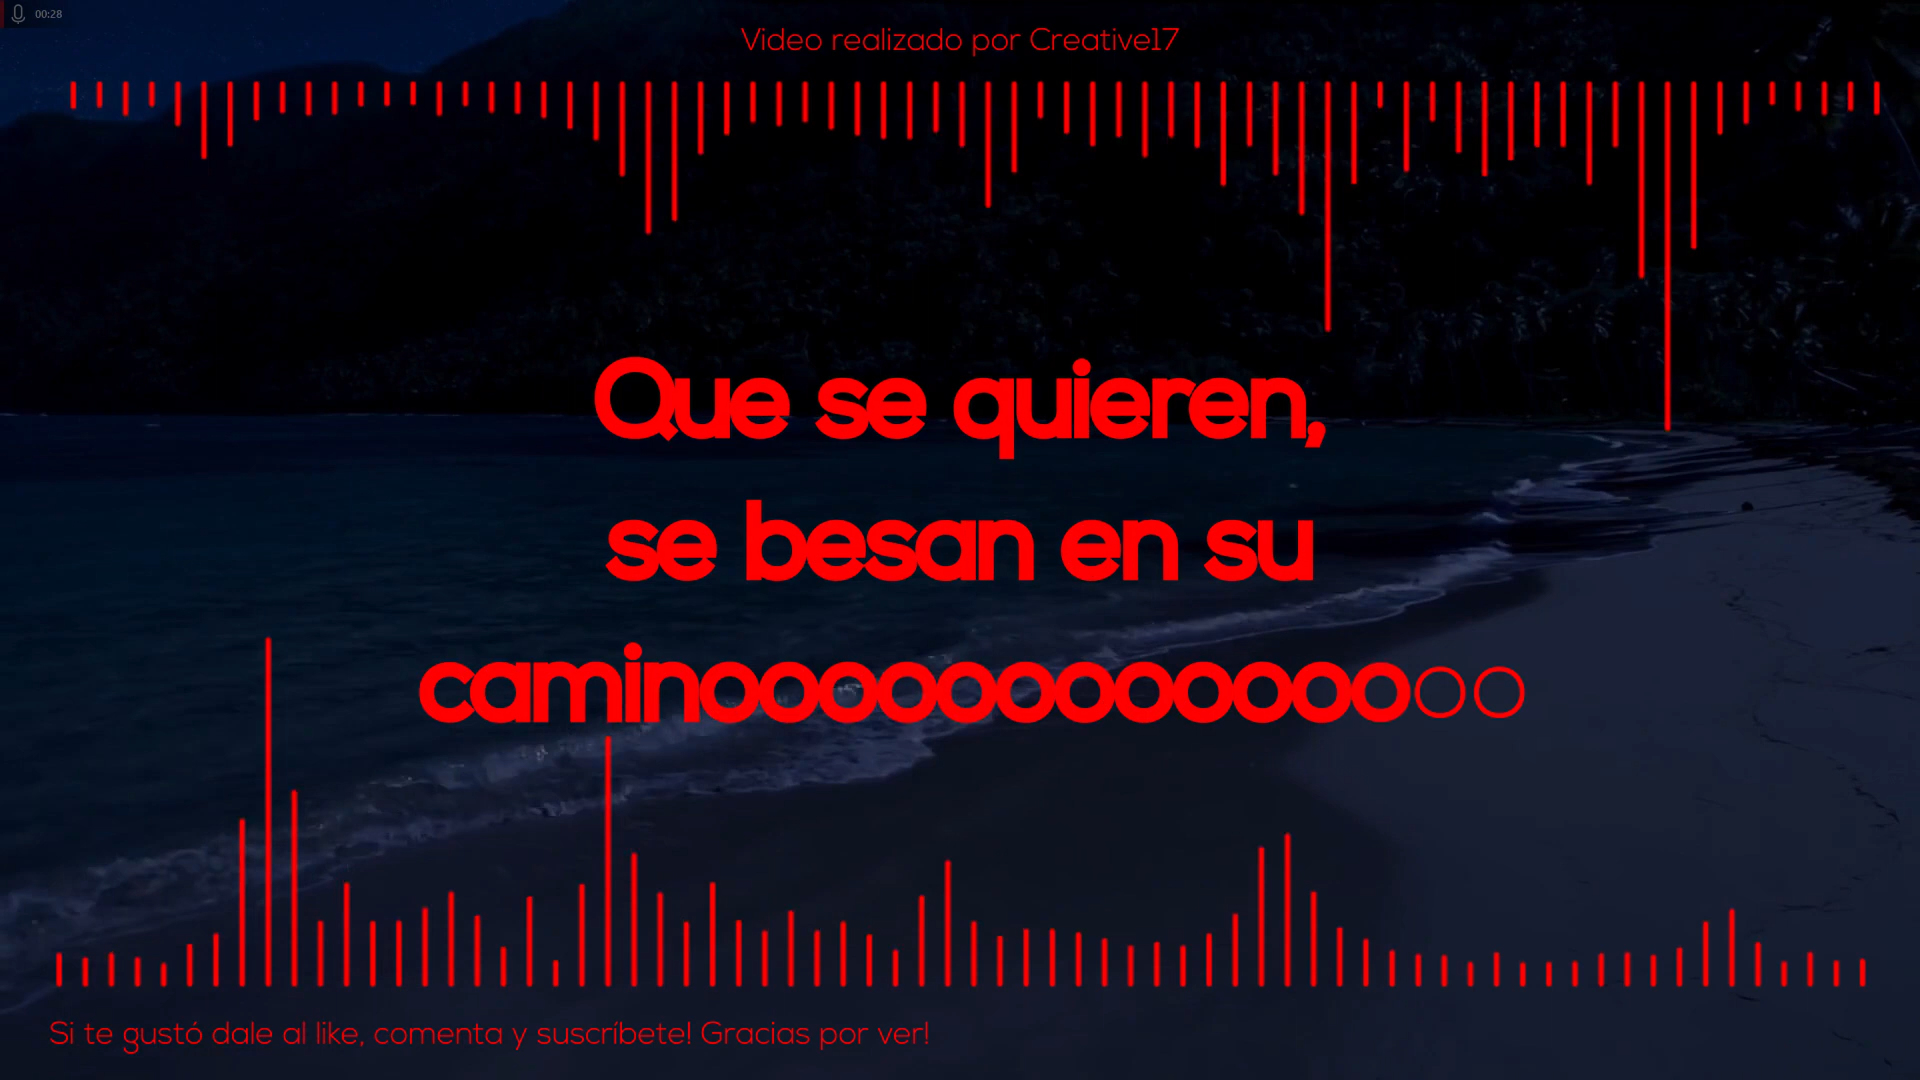 00:28
Video realizado por Creative17
Que se quieren,
se besan en su
caminoooooooooooooo
Si te gustó dale al like, comenta y suscríbete! Gracias por ver!